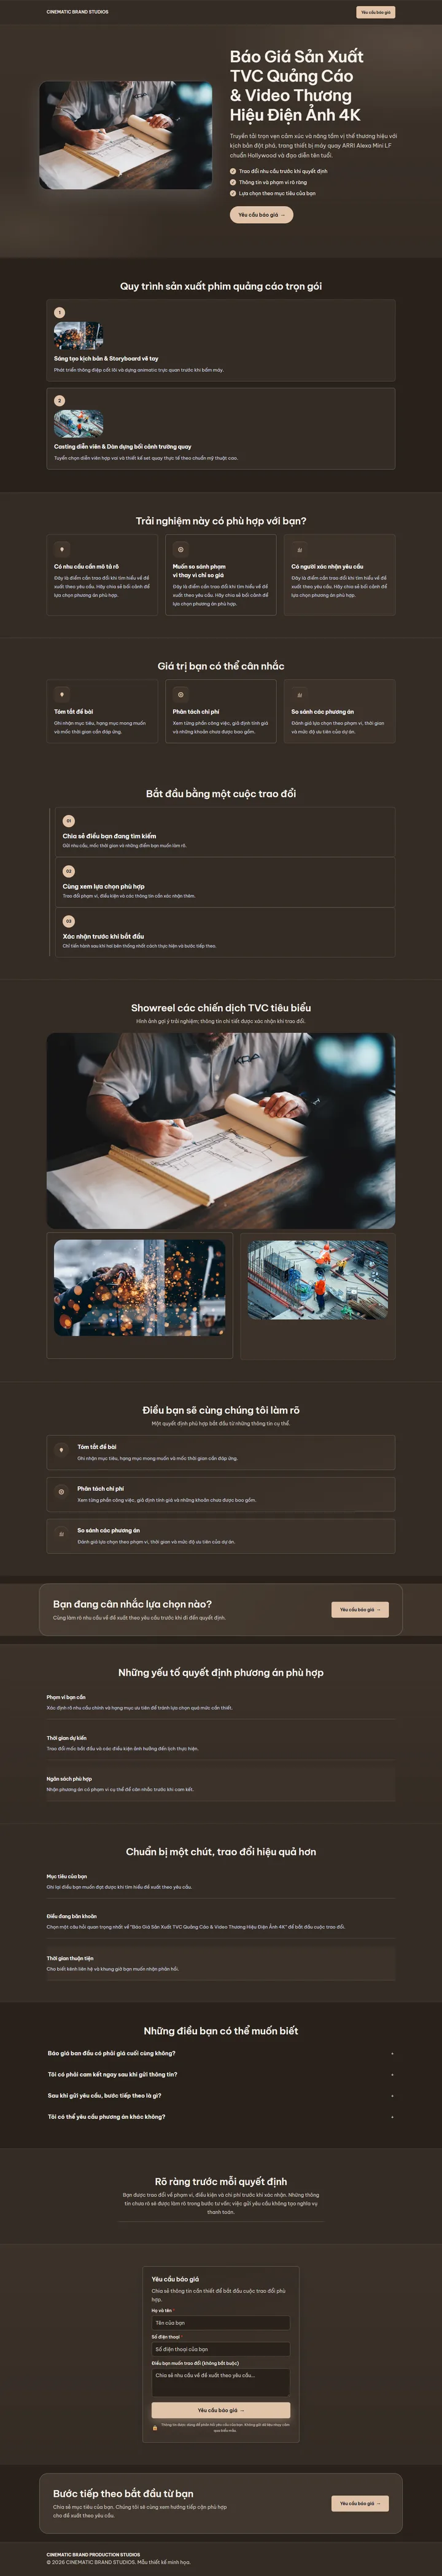 CINEMATIC BRAND STUDIOS
Yêu cầu báo giá
Báo Giá Sản Xuất
TVC Quảng Cáo
& Video Thương
Hiệu Điện Ảnh 4K
Truyền tải trọn vẹn cảm xúc và nâng tầm vị thế thương hiệu với
kịch bản đột phá, trang thiết bị máy quay ARRI Alexa Mini LF
chuẩn Hollywood và đạo diễn tên tuổi.
Trao đổi nhu cầu trước khi quyết định
Thông tin và phạm vi rõ ràng
Lựa chọn theo mục tiêu của bạn
Yêu cầu báo giá →
Quy trình sản xuất phim quảng cáo trọn gói
1
Sáng tạo kịch bản & Storyboard vẽ tay
Phát triển thông điệp cốt lõi và dựng animatic trực quan trước khi bấm máy.
2
Casting diễn viên & Dàn dựng bối cảnh trường quay
Tuyển chọn diễn viên hợp vai và thiết kế set quay thực tế theo chuẩn mỹ thuật cao.
Trải nghiệm này có phù hợp với bạn?
Có nhu cầu cần mô tả rõ
Đây là điểm cần trao đổi khi tìm hiểu về đề
xuất theo yêu cầu. Hãy chia sẻ bối cảnh để
lựa chọn phương án phù hợp.
Muốn so sánh phạm
vi thay vì chỉ so giá
Đây là điểm cần trao đổi khi tìm hiểu về đề
xuất theo yêu cầu. Hãy chia sẻ bối cảnh để
lựa chọn phương án phù hợp.
Có người xác nhận yêu cầu
Đây là điểm cần trao đổi khi tìm hiểu về đề
xuất theo yêu cầu. Hãy chia sẻ bối cảnh để
lựa chọn phương án phù hợp.
Giá trị bạn có thể cân nhắc
Tóm tắt đề bài
Ghi nhận mục tiêu, hạng mục mong muốn
và mốc thời gian cần đáp ứng.
Phân tách chi phí
Xem từng phần công việc, giả định tính giá
và những khoản chưa được bao gồm.
So sánh các phương án
Đánh giá lựa chọn theo phạm vi, thời gian
và mức độ ưu tiên của dự án.
Bắt đầu bằng một cuộc trao đổi
01
Chia sẻ điều bạn đang tìm kiếm
Gửi nhu cầu, mốc thời gian và những điểm bạn muốn làm rõ.
02
Cùng xem lựa chọn phù hợp
Trao đổi phạm vi, điều kiện và các thông tin cần xác nhận thêm.
03
Xác nhận trước khi bắt đầu
Chỉ tiến hành sau khi hai bên thống nhất cách thực hiện và bước tiếp theo.
Showreel các chiến dịch TVC tiêu biểu
Hình ảnh gợi ý trải nghiệm; thông tin chi tiết được xác nhận khi trao đổi.
Điều bạn sẽ cùng chúng tôi làm rõ
Một quyết định phù hợp bắt đầu từ những thông tin cụ thể.
Tóm tắt đề bài
Ghi nhận mục tiêu, hạng mục mong muốn và mốc thời gian cần đáp ứng.
Phân tách chi phí
Xem từng phần công việc, giả định tính giá và những khoản chưa được bao gồm.
So sánh các phương án
Đánh giá lựa chọn theo phạm vi, thời gian và mức độ ưu tiên của dự án.
Bạn đang cân nhắc lựa chọn nào?
Cùng làm rõ nhu cầu về đề xuất theo yêu cầu trước khi đi đến quyết định.
Yêu cầu báo giá →
Những yếu tố quyết định phương án phù hợp
Phạm vi bạn cần
Xác định rõ nhu cầu chính và hạng mục ưu tiên để tránh lựa chọn quá mức cần thiết.
Thời gian dự kiến
Trao đổi mốc bắt đầu và các điều kiện ảnh hưởng đến lịch thực hiện.
Ngân sách phù hợp
Nhận phương án có phạm vi cụ thể để cân nhắc trước khi cam kết.
Chuẩn bị một chút, trao đổi hiệu quả hơn
Mục tiêu của bạn
Ghi lại điều bạn muốn đạt được khi tìm hiểu đề xuất theo yêu cầu.
Điều đang băn khoăn
Chọn một câu hỏi quan trọng nhất về "Báo Giá Sản Xuất TVC Quảng Cáo & Video Thương Hiệu Điện Ảnh 4K" để bắt đầu cuộc trao đổi.
Thời gian thuận tiện
Cho biết kênh liên hệ và khung giờ bạn muốn nhận phản hồi.
Những điều bạn có thể muốn biết
Báo giá ban đầu có phải giá cuối cùng không? +
Tôi có phải cam kết ngay sau khi gửi thông tin? +
Sau khi gửi yêu cầu, bước tiếp theo là gì? +
Tôi có thể yêu cầu phương án khác không? +
Rõ ràng trước mỗi quyết định
Bạn được trao đổi về phạm vi, điều kiện và chi phí trước khi xác nhận. Những thông
tin chưa rõ sẽ được làm rõ trong bước tư vấn; việc gửi yêu cầu không tạo nghĩa vụ
thanh toán.
Yêu cầu báo giá
Chia sẻ thông tin cần thiết để bắt đầu cuộc trao đổi phù
hợp.
Họ và tên *
Tên của bạn
Số điện thoại *
Số điện thoại của bạn
Điều bạn muốn trao đổi (không bắt buộc)
Chia sẻ nhu cầu về đề xuất theo yêu cầu...
Yêu cầu báo giá →
Thông tin được dùng để phản hồi yêu cầu của bạn. Không gửi dữ liệu nhạy cảm
qua biểu mẫu.
Bước tiếp theo bắt đầu từ bạn
Chia sẻ mục tiêu của bạn. Chúng tôi sẽ cùng xem hướng tiếp cận phù hợp
cho đề xuất theo yêu cầu.
Yêu cầu báo giá →
CINEMATIC BRAND PRODUCTION STUDIOS
© 2026 CINEMATIC BRAND STUDIOS. Mẫu thiết kế minh họa.